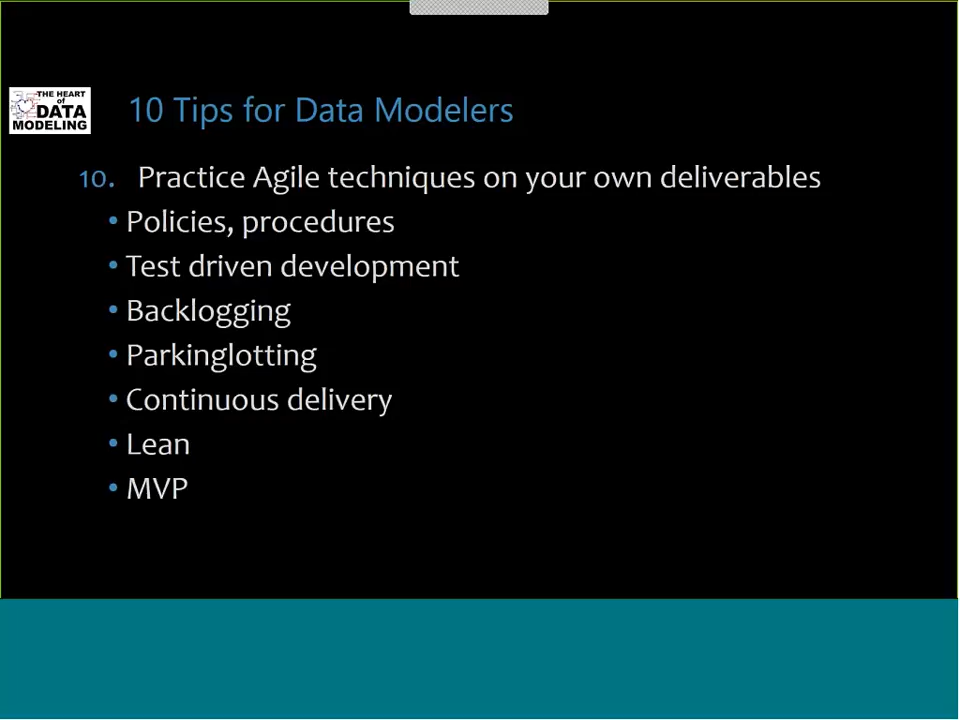 THE HEART
of
DATA
MODELING
10 Tips for Data Modelers
10. Practice Agile techniques on your own deliverables
• Policies, procedures
• Test driven development
• Backlogging
• Parkinglotting
• Continuous delivery
• Lean
• MVP